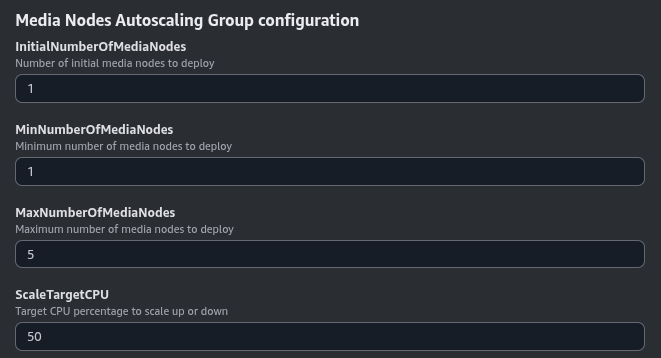 Media Nodes Autoscaling Group configuration
InitialNumberOfMediaNodes
Number of initial media nodes to deploy
1
MinNumberOfMediaNodes
Minimum number of media nodes to deploy
1
MaxNumberOfMediaNodes
Maximum number of media nodes to deploy
5
ScaleTargetCPU
Target CPU percentage to scale up or down
50